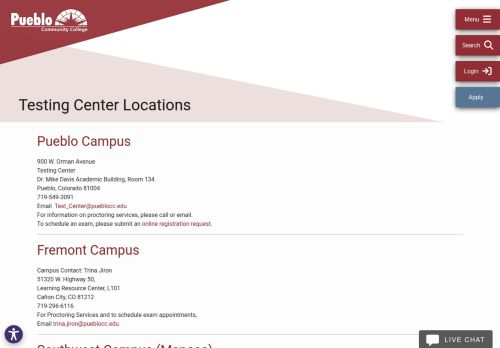 Pueblo
Community College
Menu
Search
Login
Apply
Testing Center Locations
Pueblo Campus
900 W. Orman Avenue
Testing Center
Dr. Mike Davis Academic Building, Room 134
Pueblo, Colorado 81004
719-549-3091
Email Test_Center@pueblocc.edu
For information on proctoring services, please call or email.
To schedule an exam, please submit an online registration request.
Fremont Campus
Campus Contact: Trina Jiron
51320 W. Highway 50,
Learning Resource Center, L101
Cañon City, CO 81212
719-296-6116
For Proctoring Services and to schedule exam appointments,
Email trina.jiron@pueblocc.edu
Southwest Campus (Mancos)
LIVE CHAT